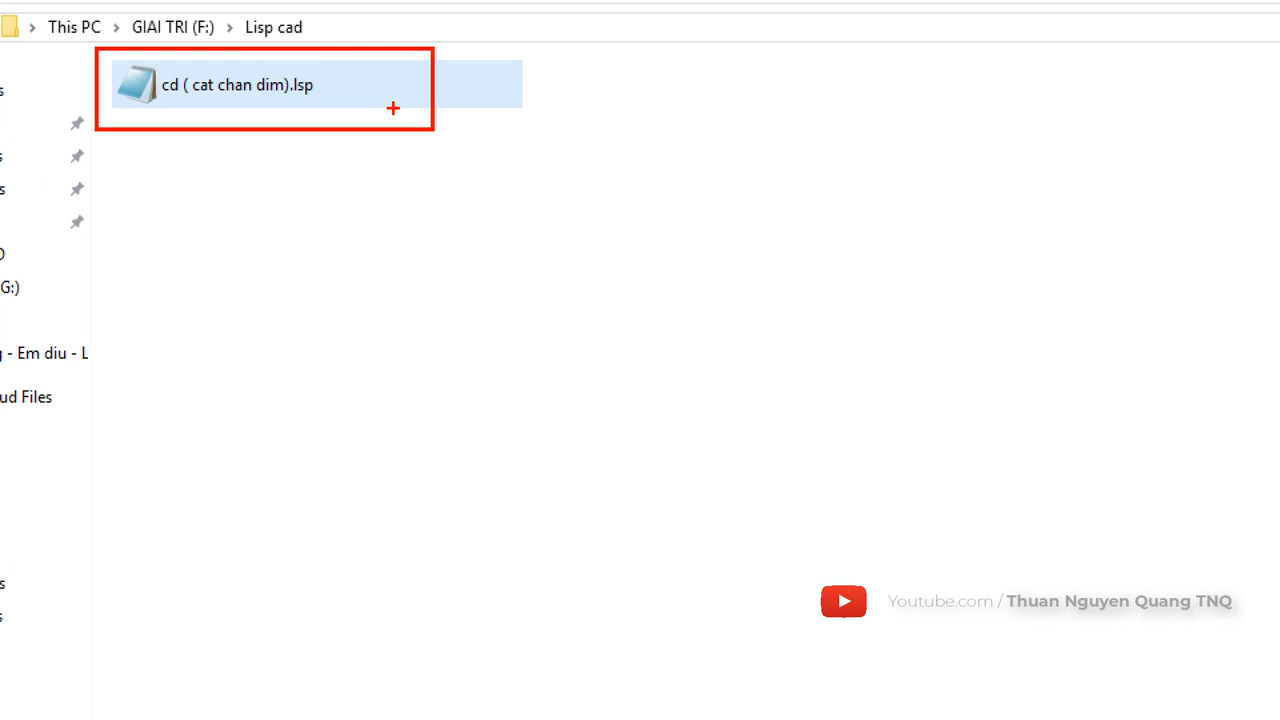 This PC > GIAI TRI (F:) > Lisp cad
cd ( cat chan dim).lsp
s
s
s
G:)
- Em diu - L
ud Files
s
s
Youtube.com / Thuan Nguyen Quang TNQ